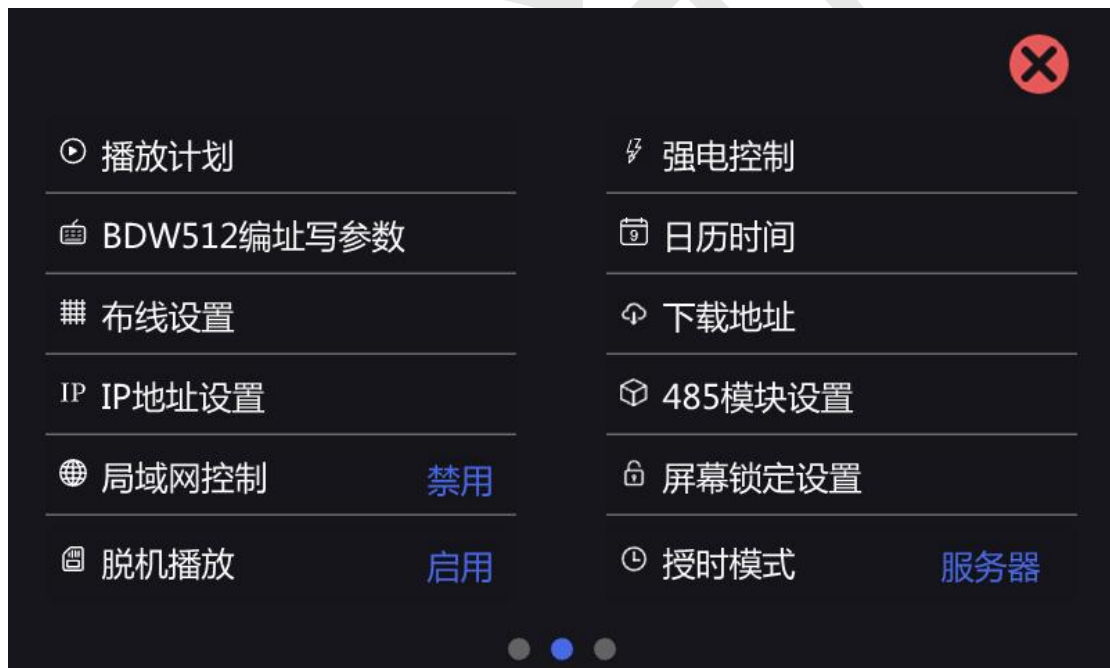 播放计划
强电控制
BDW512编址写参数
9 日历时间
布线设置
下载地址
IP IP地址设置
485模块设置
局域网控制 禁用
屏幕锁定设置
脱机播放 启用
授时模式 服务器